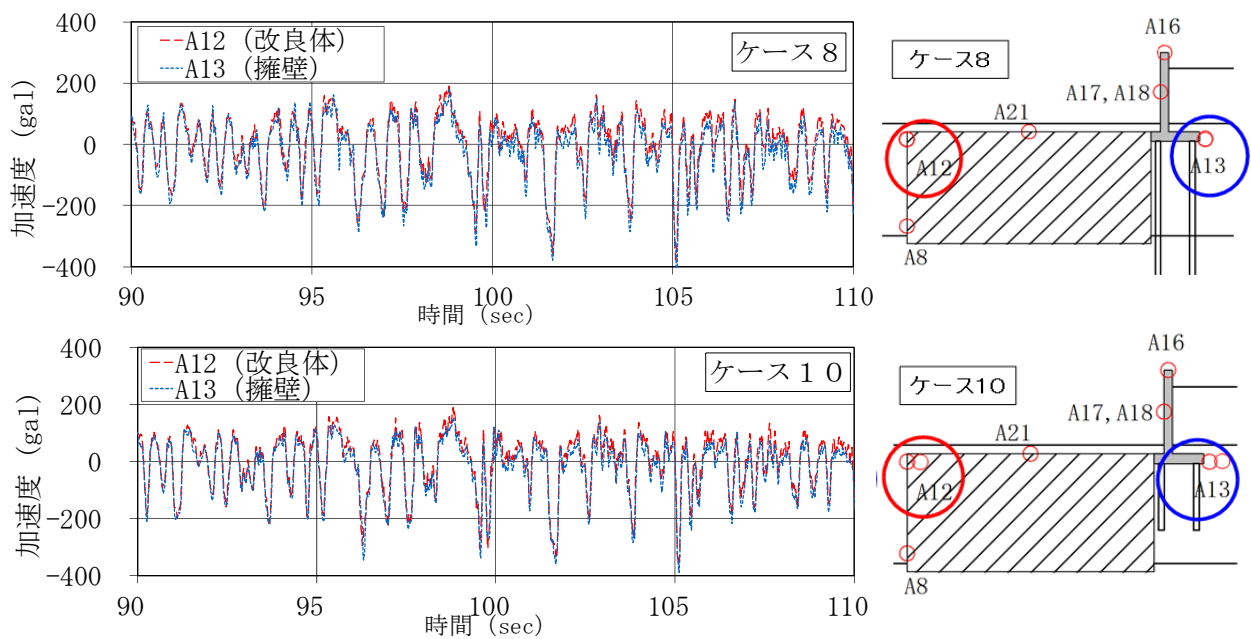 400
200
0
-200
-400
加速度 (gal)
A12 (改良体)
A13 (擁壁)
ケース８
90
95
100
105
110
時間 (sec)
ケース8
A16
A17, A18
A21
A12
A13
A8
400
200
0
-200
-400
加速度 (gal)
A12 (改良体)
A13 (擁壁)
ケース１０
90
95
100
105
110
時間 (sec)
ケース10
A16
A17, A18
A21
A12
A13
A8